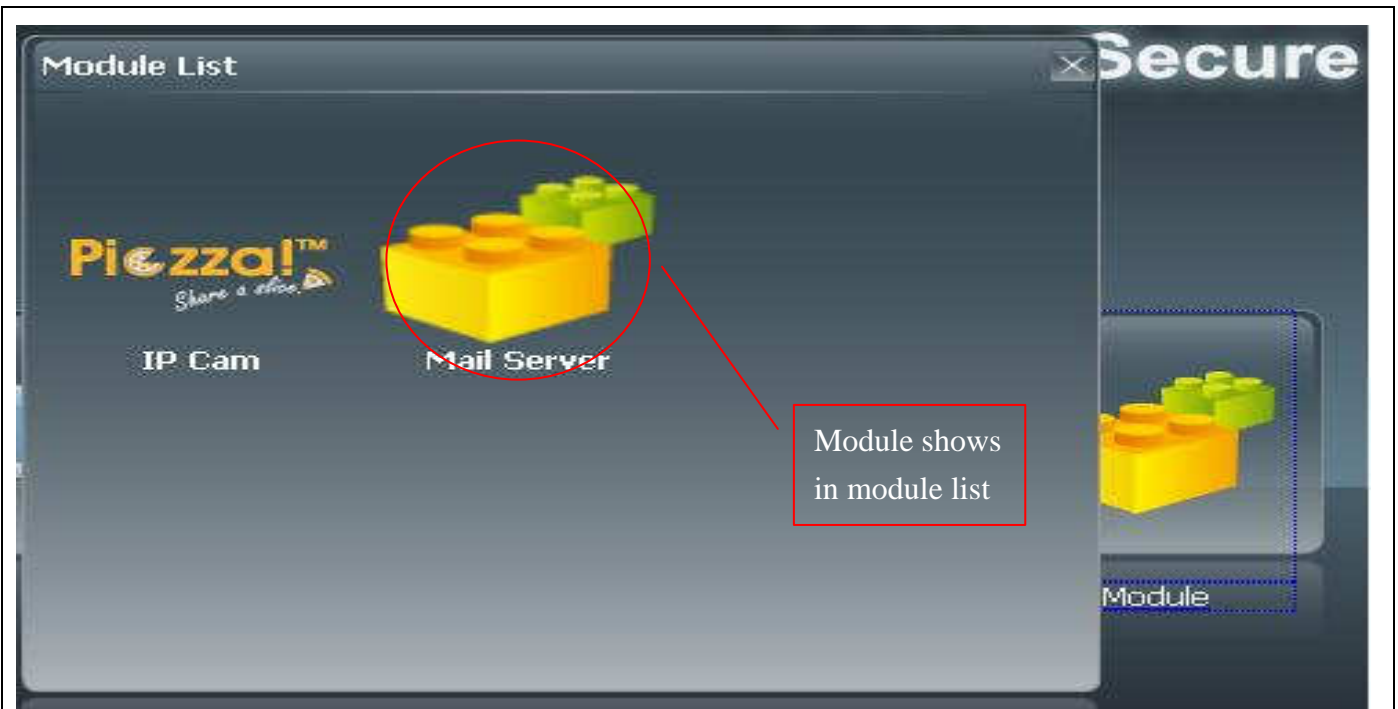 Module List
Secure
Piczza!™
Share a slice.
IP Cam
Mail Server
Module shows
in module list
Module